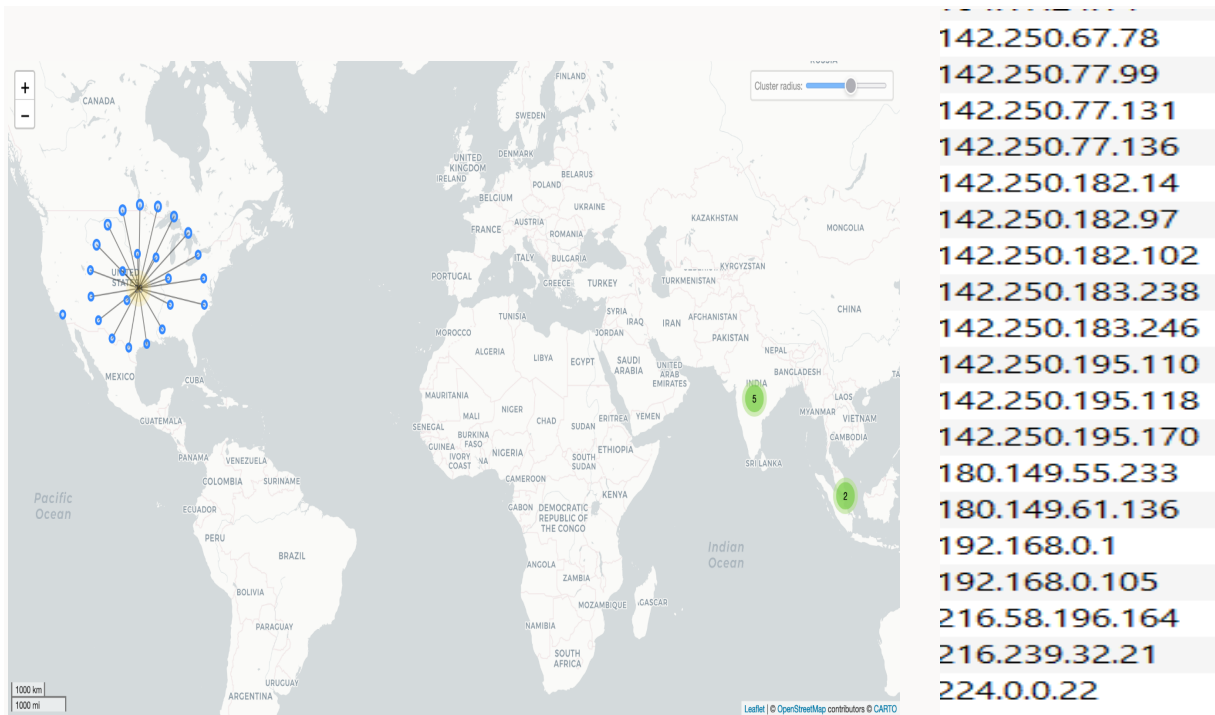 RUSSIA
FINLAND
+
Cluster radius:
−
CANADA
SWEDEN
UNITED
KINGDOM
DENMARK
IRELAND
BELARUS
POLAND
BELGIUM
UKRAINE
KAZAKHSTAN
AUSTRIA
MONGOLIA
FRANCE
ROMANIA
ITALY
BULGARIA
KYRGYZSTAN
UNITED
STATES
PORTUGAL
GREECE
TURKEY
TURKMENISTAN
CHINA
SYRIA
TUNISIA
AFGHANISTAN
IRAQ
IRAN
MOROCCO
JORDAN
PAKISTAN
NEPAL
ALGERIA
LIBYA
EGYPT
SAUDI
ARABIA
UNITED
ARAB
EMIRATES
BANGLADESH
MEXICO
CUBA
INDIA
MAURITANIA
5
LAOS
MALI
NIGER
CHAD
SUDAN
ERITREA
YEMEN
MYANMAR
VIETNAM
GUATEMALA
SENEGAL
BURKINA
FASO
CAMBODIA
GUINEA
IVORY
COAST
NIGERIA
SOUTH
SUDAN
ETHIOPIA
PANAMA
VENEZUELA
SRI LANKA
COLOMBIA
SURINAME
CAMEROON
KENYA
2
Pacific
Ocean
ECUADOR
GABON
DEMOCRATIC
REPUBLIC OF
THE CONGO
PERU
BRAZIL
Indian
Ocean
ANGOLA
ZAMBIA
BOLIVIA
MOZAMBIQUE
GASCAR
PARAGUAY
NAMIBIA
SOUTH
AFRICA
URUGUAY
ARGENTINA
1000 km
1000 mi
Leaflet | © OpenStreetMap contributors © CARTO
142.250.67.78
142.250.77.99
142.250.77.131
142.250.77.136
142.250.182.14
142.250.182.97
142.250.182.102
142.250.183.238
142.250.183.246
142.250.195.110
142.250.195.118
142.250.195.170
180.149.55.233
180.149.61.136
192.168.0.1
192.168.0.105
216.58.196.164
216.239.32.21
224.0.0.22